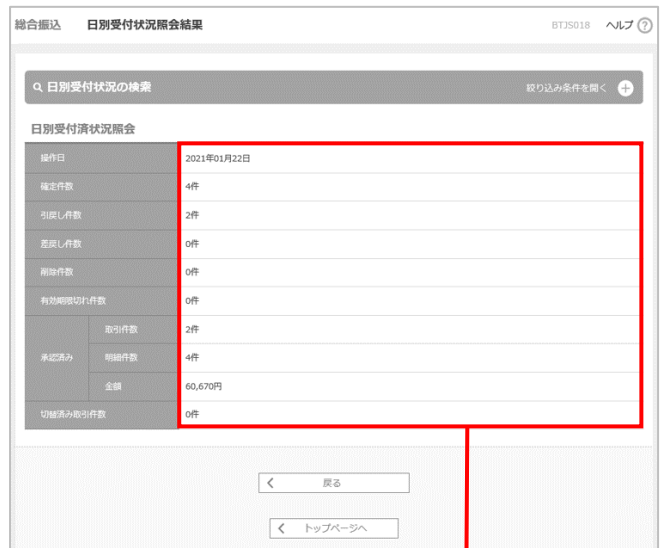 総合振込 日別受付状況照会結果 BTJS018 ヘルプ ?
日別受付状況の検索 絞り込み条件を開く
日別受付済状況照会
操作日 2021年01月22日
確定件数 4件
引戻し件数 2件
差戻し件数 0件
削除件数 0件
有効期限切れ件数 0件
取引件数 2件
承認済み 明細件数 4件
金額 60,670円
切替済み取引件数 0件
戻る
トップページへ